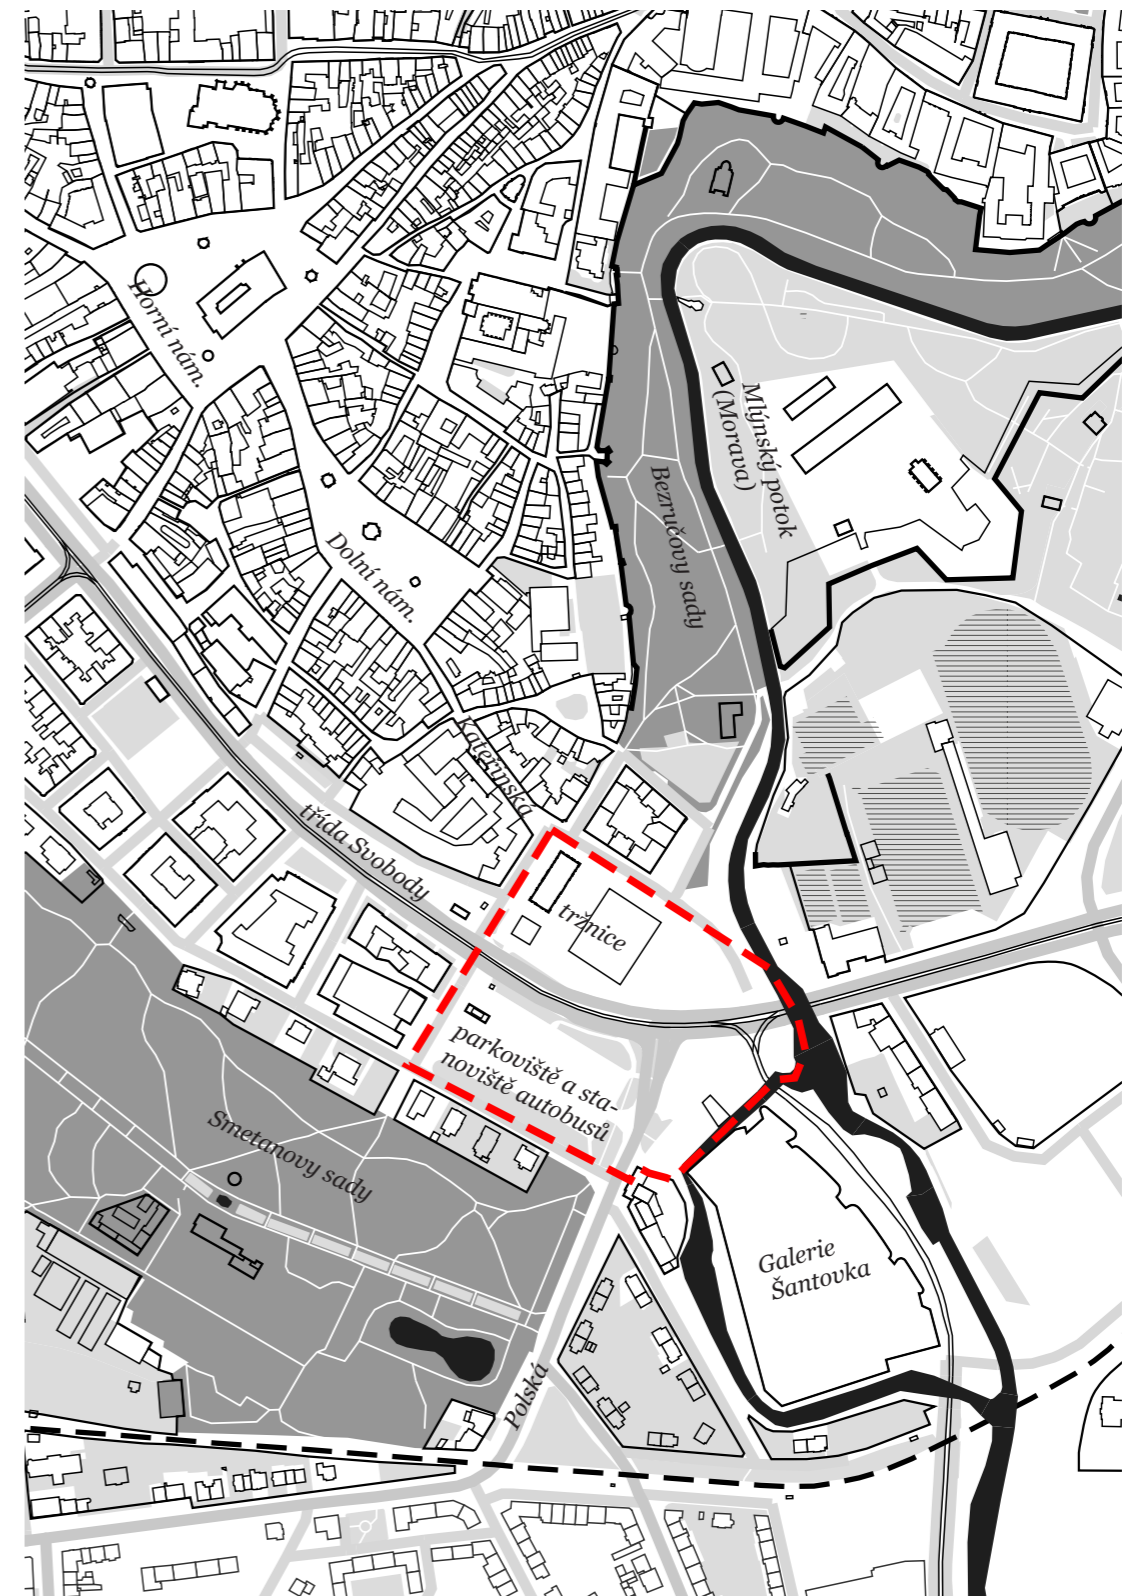 Horní nám.
Mlýnský potok
(Morava)
Bezručovy sady
Dolní nám.
Kateřinská
třída Svobody
tržnice
parkoviště a sta-
noviště autobusů
Smetanovy sady
Galerie
Šantovka
Polská